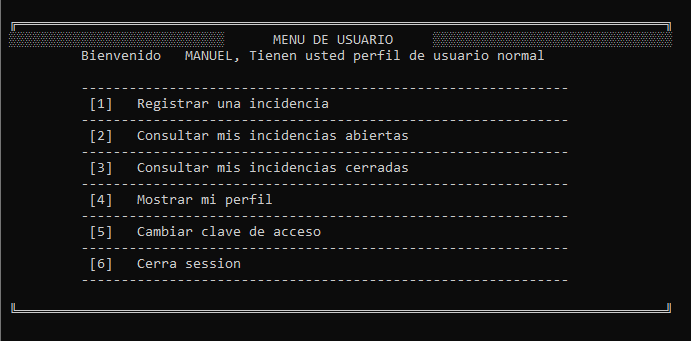 MENU DE USUARIO
Bienvenido MANUEL, Tienen usted perfil de usuario normal
[1] Registrar una incidencia
[2] Consultar mis incidencias abiertas
[3] Consultar mis incidencias cerradas
[4] Mostrar mi perfil
[5] Cambiar clave de acceso
[6] Cerra session